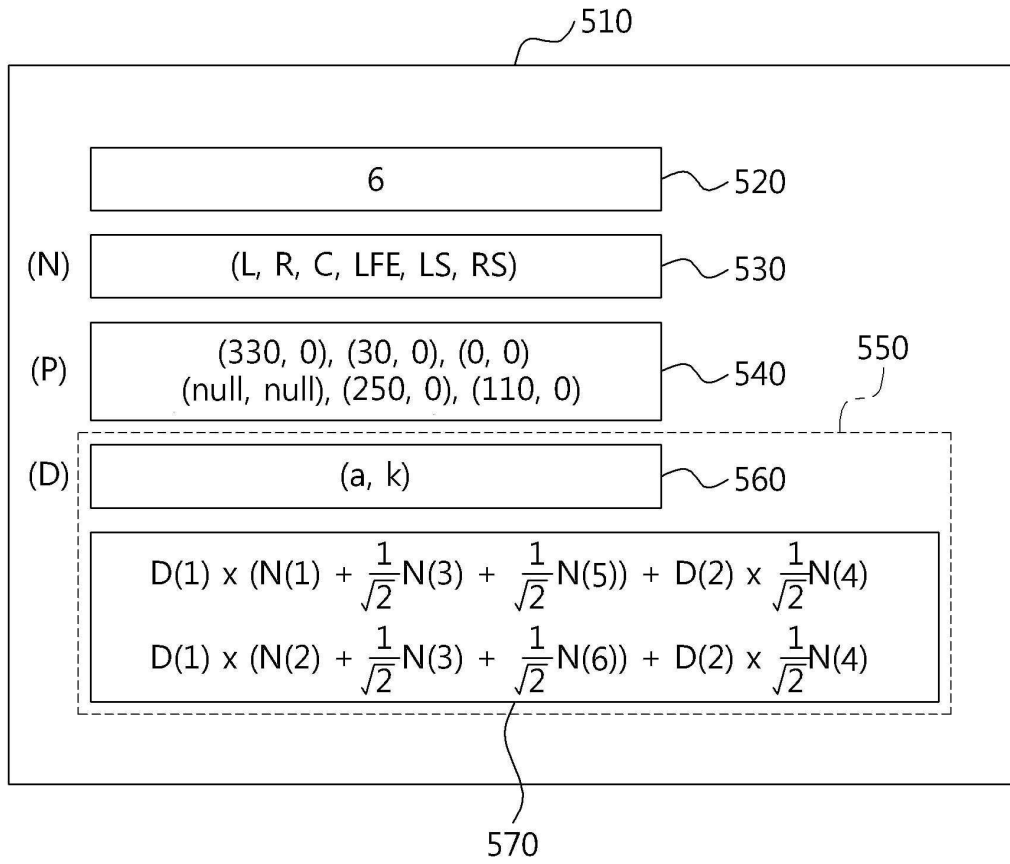 510
6
520
(N)
(L, R, C, LFE, LS, RS)
530
(P)
(330, 0), (30, 0), (0, 0)
(null, null), (250, 0), (110, 0)
540
550
(D)
(a, k)
560
D(1) x (N(1) + 1/√2 N(3) + 1/√2 N(5)) + D(2) x 1/√2 N(4)
D(1) x (N(2) + 1/√2 N(3) + 1/√2 N(6)) + D(2) x 1/√2 N(4)
570